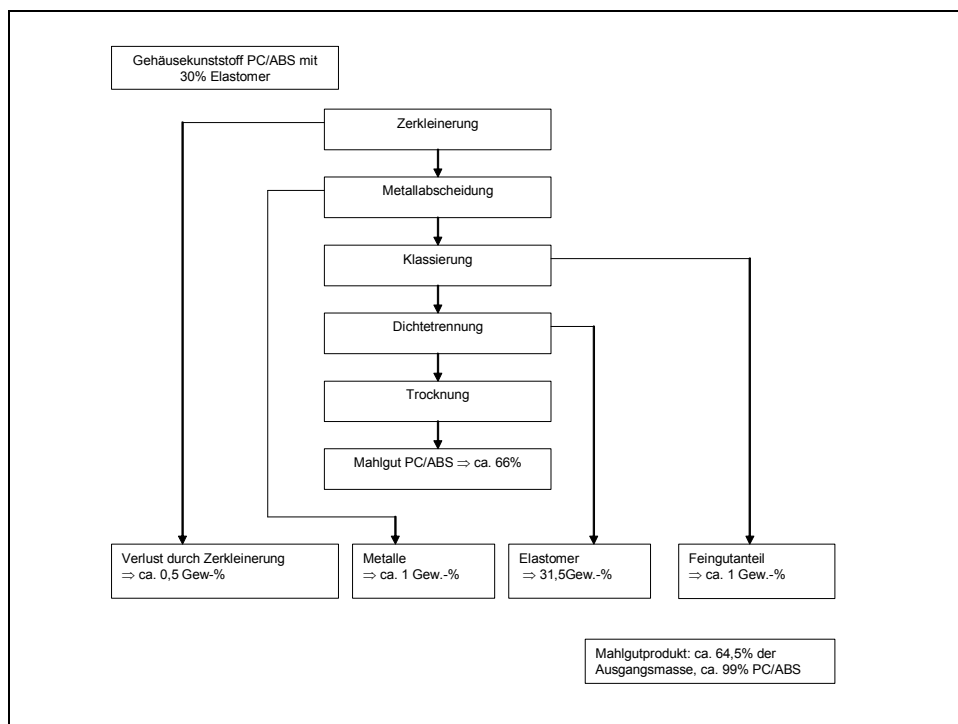 Gehäusekunststoff PC/ABS mit
30% Elastomer
Zerkleinerung
Metallabscheidung
Klassierung
Dichtetrennung
Trocknung
Mahlgut PC/ABS ⇒ ca. 66%
Verlust durch Zerkleinerung
⇒ ca. 0,5 Gew-%
Metalle
⇒ ca. 1 Gew.-%
Elastomer
⇒ 31,5Gew.-%
Feingutanteil
⇒ ca. 1 Gew.-%
Mahlgutprodukt: ca. 64,5% der
Ausgangsmasse, ca. 99% PC/ABS